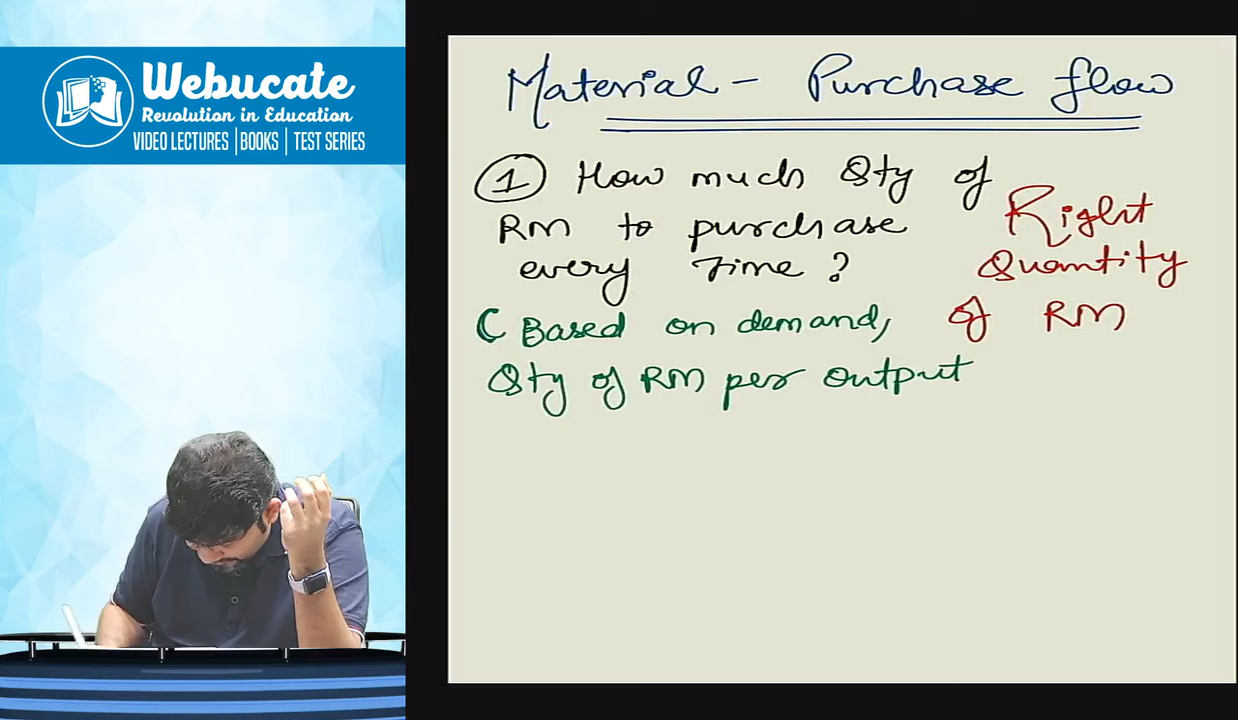 Webucate
Revolution in Education
VIDEO LECTURES | BOOKS | TEST SERIES
Material - Purchase flow
1 How much Qty of
RM to purchase
every time ?
Right
Quantity
of RM
( Based on demand,
Qty of RM per output